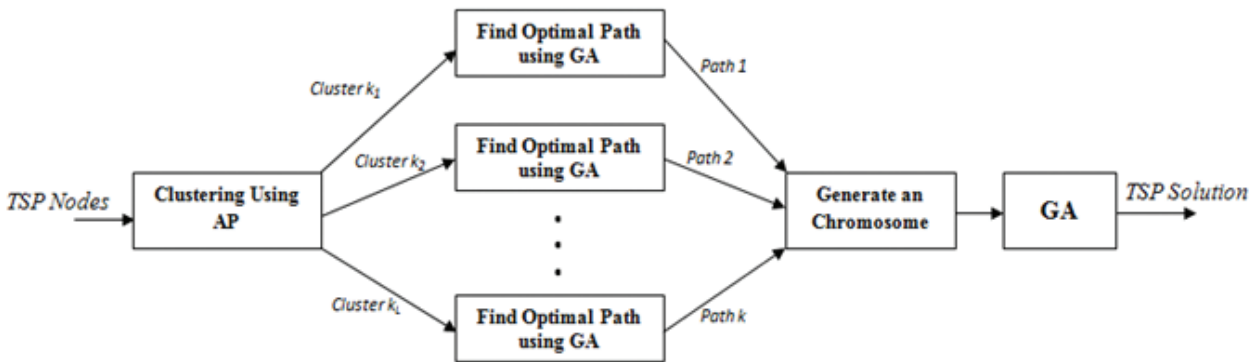 Find Optimal Path
using GA
Cluster k1
Path 1
Find Optimal Path
using GA
Cluster k2
Path 2
TSP Nodes
Clustering Using
AP
Generate an
Chromosome
GA
TSP Solution
Cluster kL
Path k
Find Optimal Path
using GA